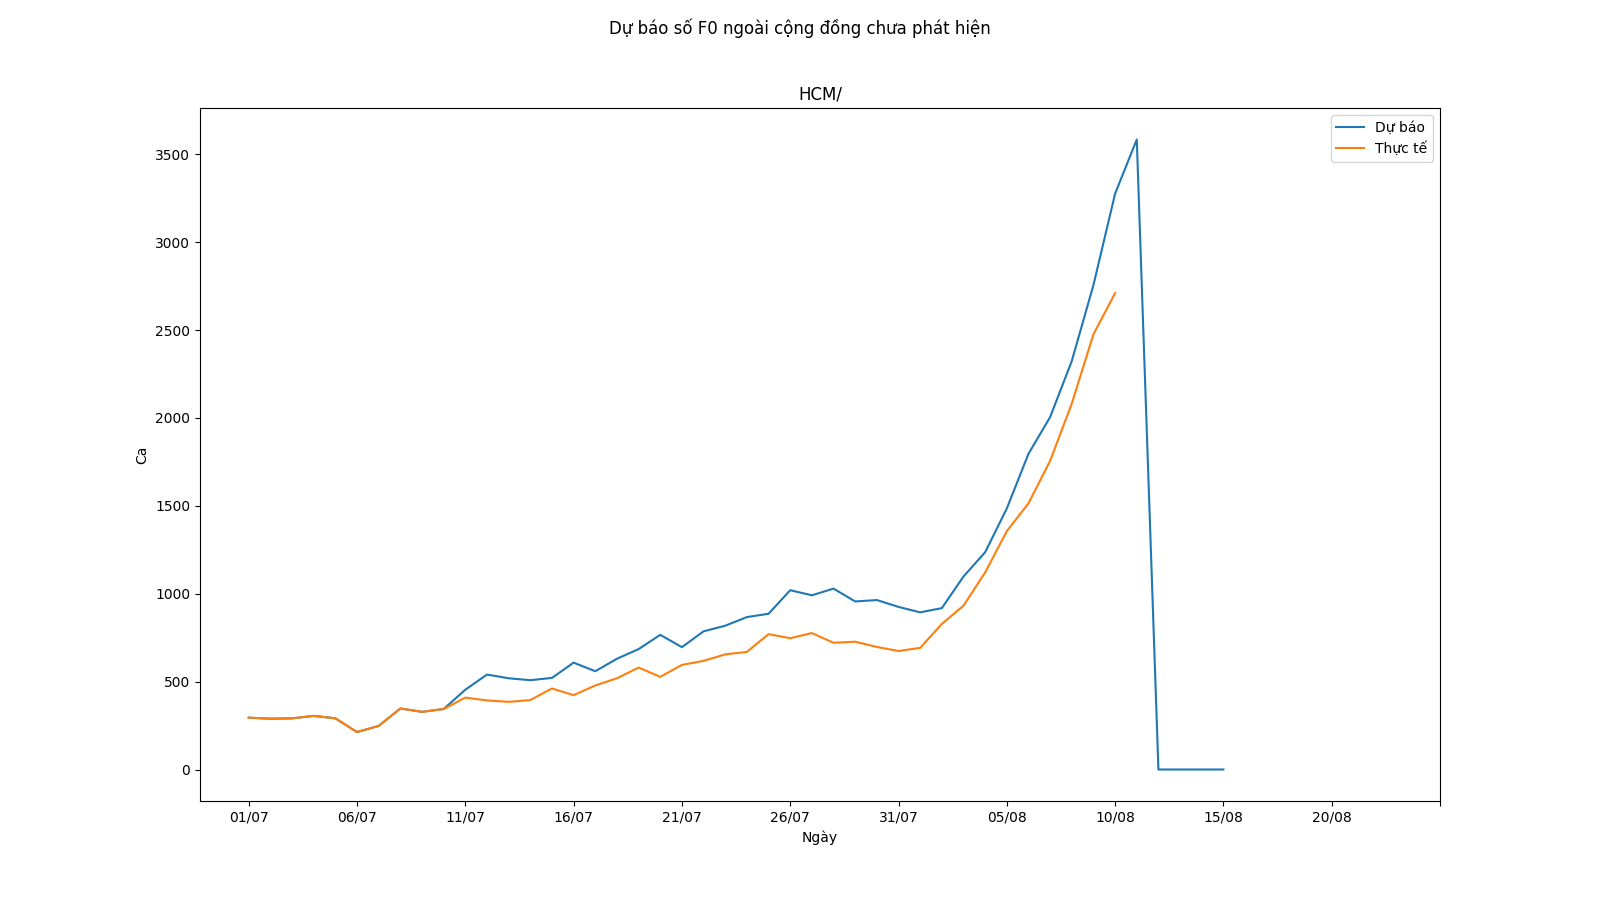 Dự báo số F0 ngoài cộng đồng chưa phát hiện
HCM/
Dự báo
Thực tế
3500
3000
2500
2000
1500
1000
500
0
Ca
01/07 06/07 11/07 16/07 21/07 26/07 31/07 05/08 10/08 15/08 20/08
Ngày